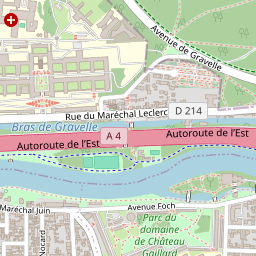 Avenue de Gravelle
Rue du Maréchal Leclerc
D 214
Bras de Gravelle
A 4
Autoroute de l'Est
Autoroute de l'Est
Avenue Foch
Maréchal Juin
Nocard
Parc du
domaine de
Château
Gaillard